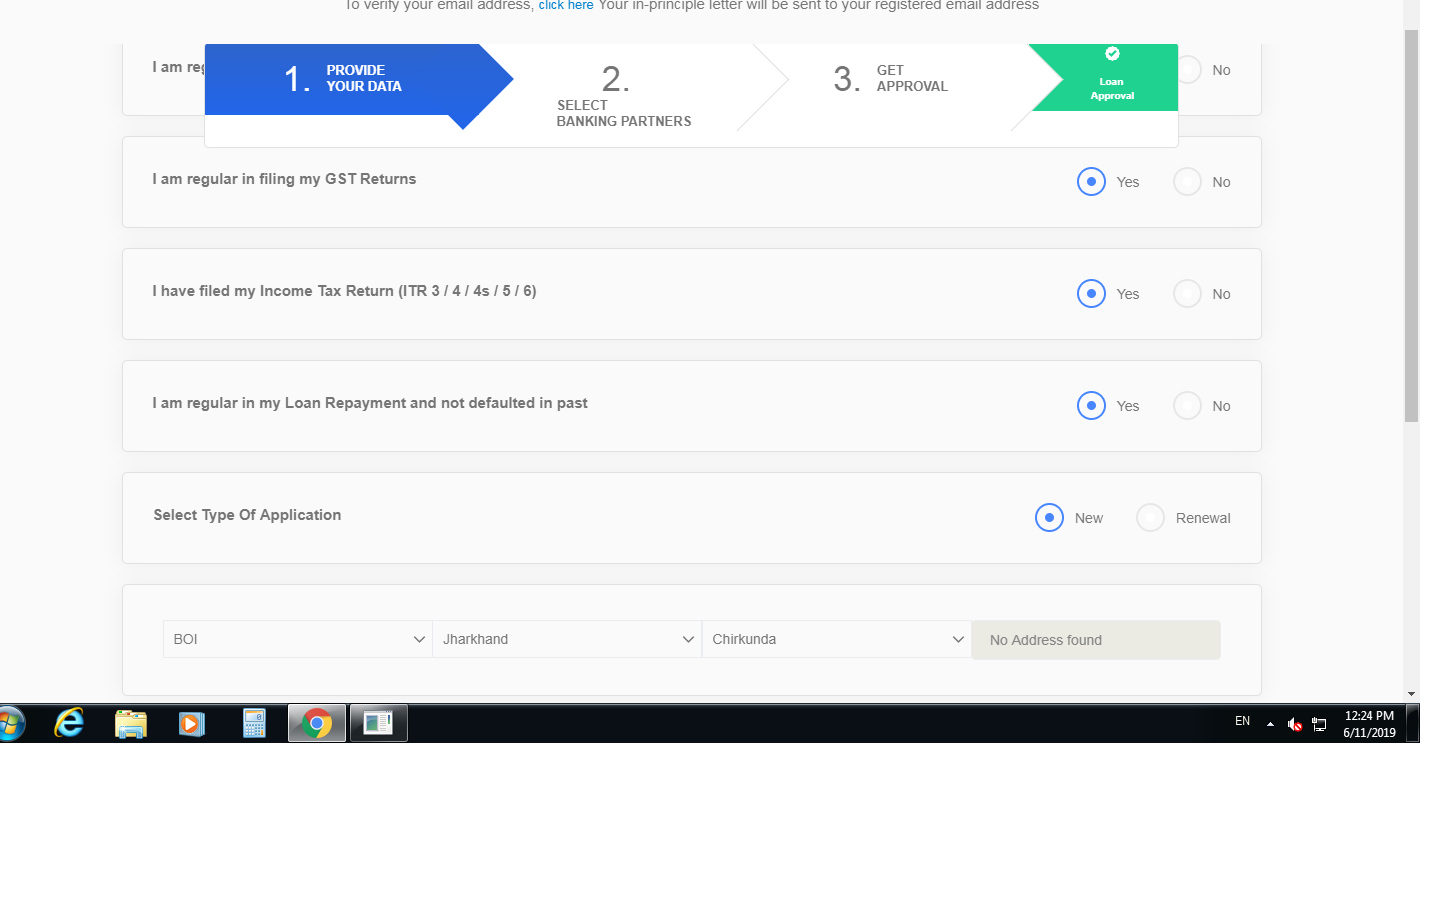 To verify your email address, click here Your in-principle letter will be sent to your registered email address
I am reg
No
1. PROVIDE
YOUR DATA
2.
SELECT
BANKING PARTNERS
3. GET
APPROVAL
Loan
Approval
I am regular in filing my GST Returns
Yes No
I have filed my Income Tax Return (ITR 3 / 4 / 4s / 5 / 6)
Yes No
I am regular in my Loan Repayment and not defaulted in past
Yes No
Select Type Of Application
New Renewal
BOI Jharkhand Chirkunda No Address found
EN
12:24 PM
6/11/2019